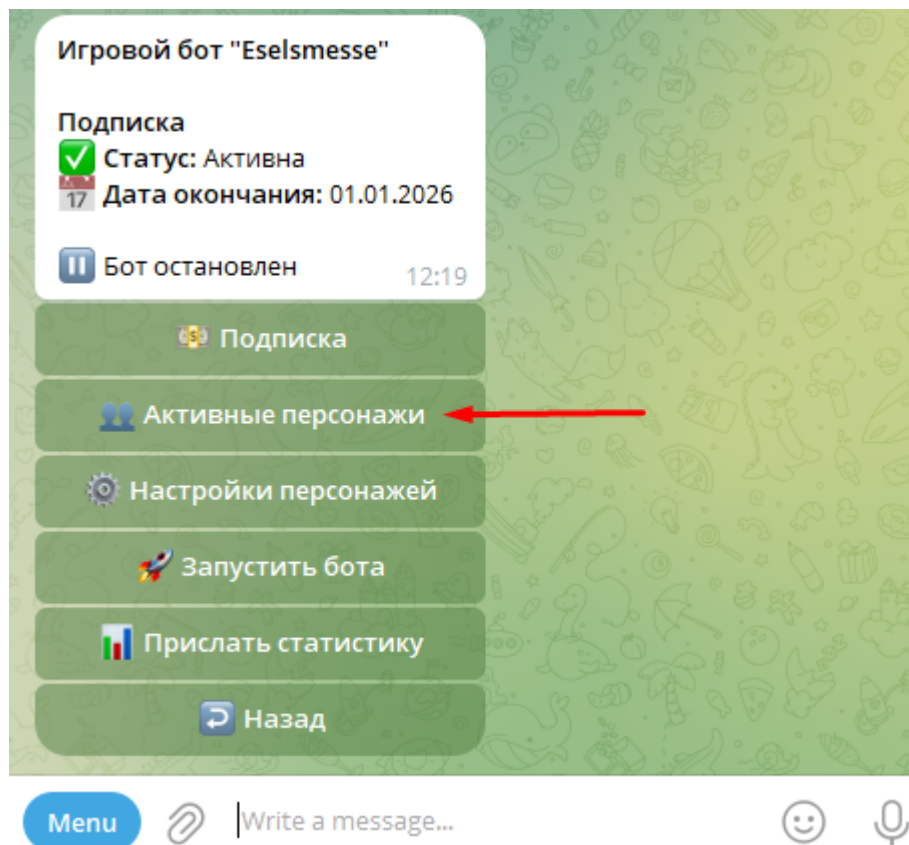 Игровой бот "Eselsmesse"
Подписка
Статус: Активна
17 Дата окончания: 01.01.2026
Бот остановлен
12:19
Подписка
Активные персонажи
Настройки персонажей
Запустить бота
Прислать статистику
Назад
Menu
Write a message...